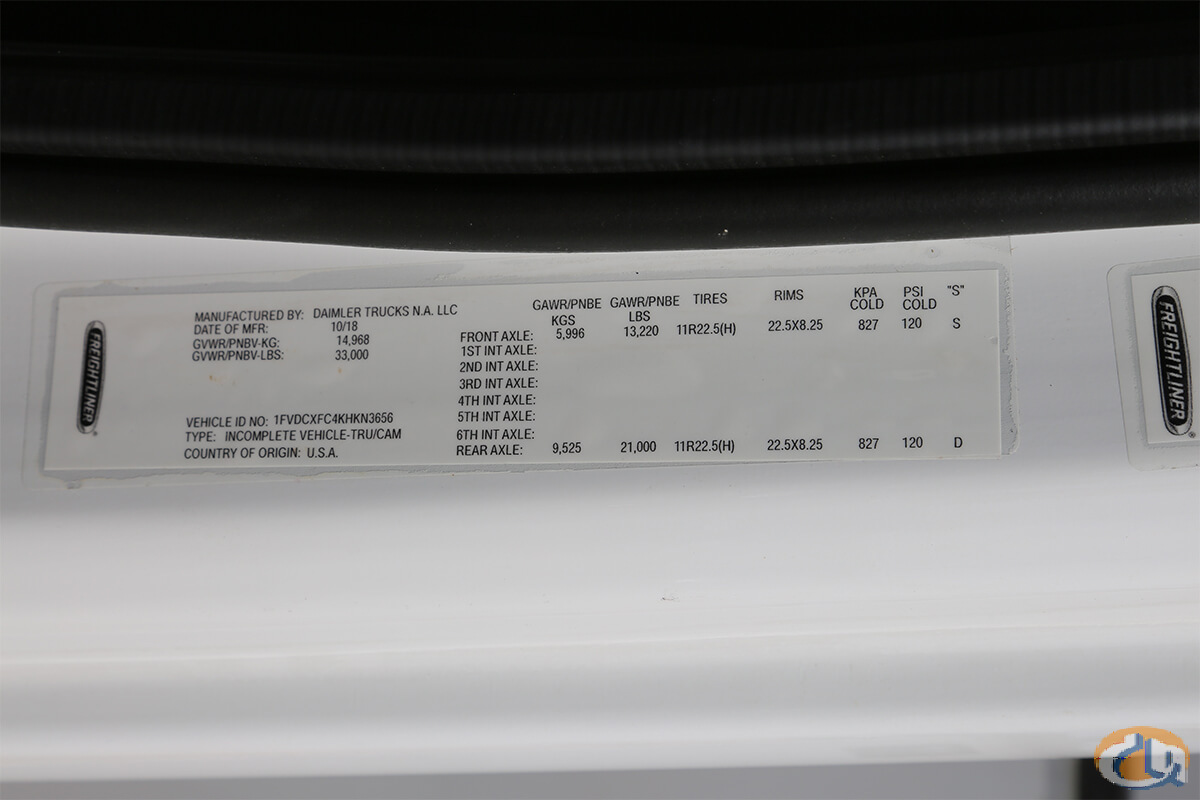 FREIGHTLINER
MANUFACTURED BY: DAIMLER TRUCKS N.A. LLC
DATE OF MFR: 10/18
GVWR/PNBV-KG: 14,968
GVWR/PNBV-LBS: 33,000
VEHICLE ID NO: 1FVDCXFC4KHKN3656
TYPE: INCOMPLETE VEHICLE-TRU/CAM
COUNTRY OF ORIGIN: U.S.A.
GAWR/PNBE GAWR/PNBE TIRES RIMS KPA PSI "S"
KGS LBS COLD COLD
FRONT AXLE: 5,996 13,220 11R22.5(H) 22.5X8.25 827 120 S
1ST INT AXLE:
2ND INT AXLE:
3RD INT AXLE:
4TH INT AXLE:
5TH INT AXLE:
6TH INT AXLE:
REAR AXLE: 9,525 21,000 11R22.5(H) 22.5X8.25 827 120 D
FREIGHTLINER